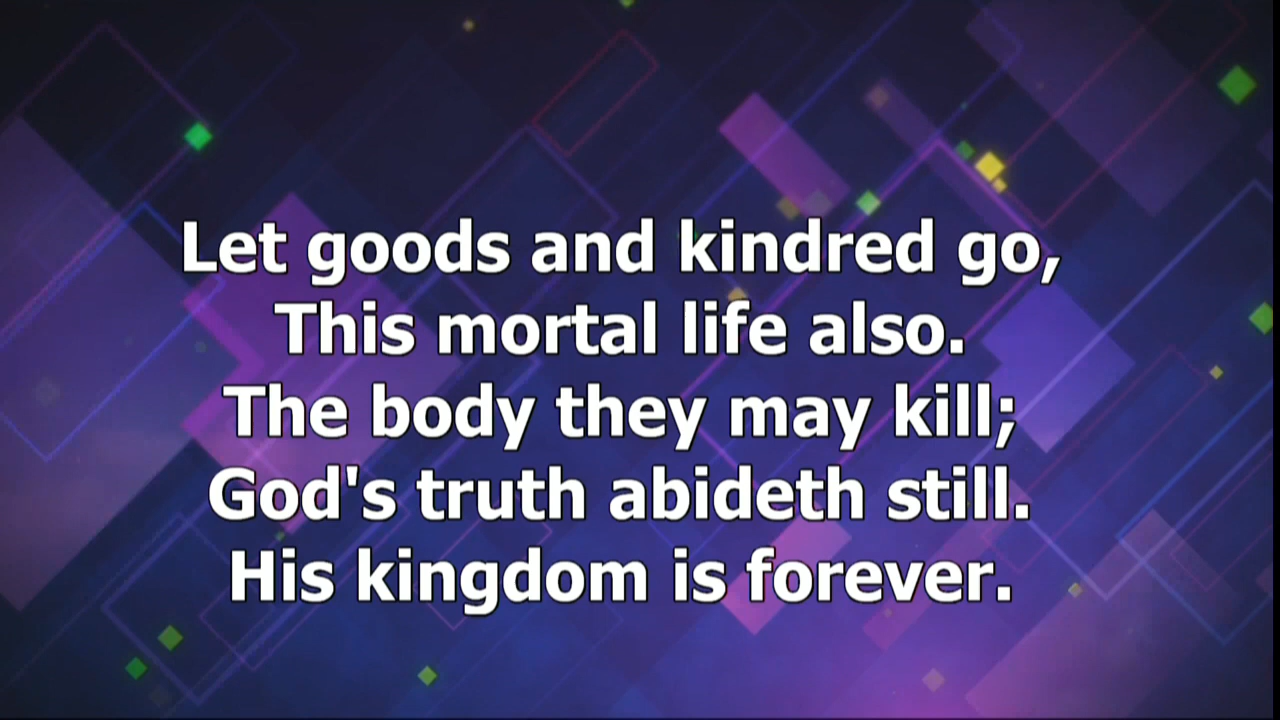 Let goods and kindred go,
This mortal life also.
The body they may kill;
God's truth abideth still.
His kingdom is forever.